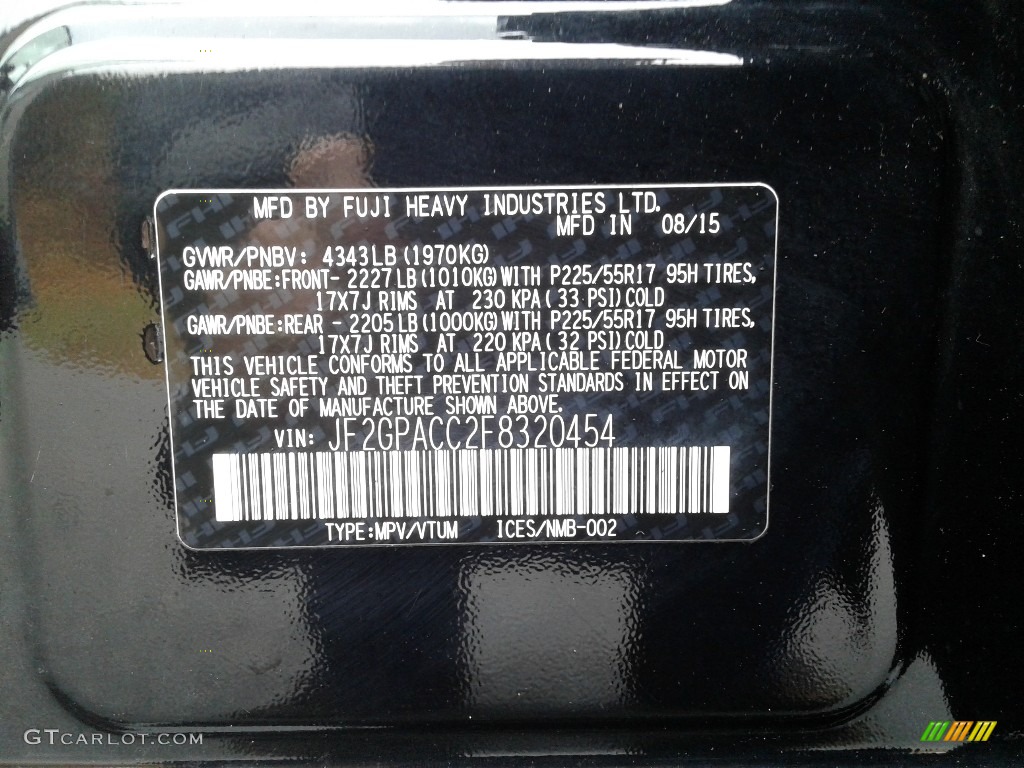 MFD BY FUJI HEAVY INDUSTRIES LTD.
MFD IN 08/15
GVWR/PNBV: 4343LB (1970KG)
GAWR/PNBE:FRONT- 2227LB (1010KG) WITH P225/55R17 95H TIRES,
17X7J RIMS AT 230 KPA ( 33 PSI) COLD
GAWR/PNBE:REAR - 2205LB (1000KG) WITH P225/55R17 95H TIRES,
17X7J RIMS AT 220 KPA ( 32 PSI) COLD
THIS VEHICLE CONFORMS TO ALL APPLICABLE FEDERAL MOTOR
VEHICLE SAFETY AND THEFT PREVENTION STANDARDS IN EFFECT ON
THE DATE OF MANUFACTURE SHOWN ABOVE.
VIN: JF2GPACC2F8320454
TYPE:MPV/VTUM ICES/NMB-002
GTCARLOT.COM